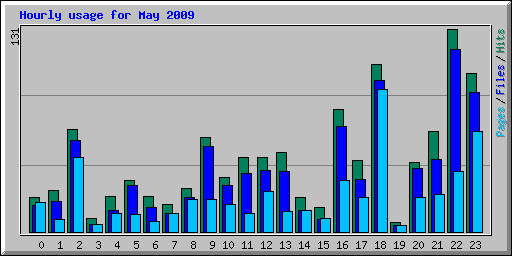 Hourly usage for May 2009
131
Pages / Files / Hits
0 1 2 3 4 5 6 7 8 9 10 11 12 13 14 15 16 17 18 19 20 21 22 23